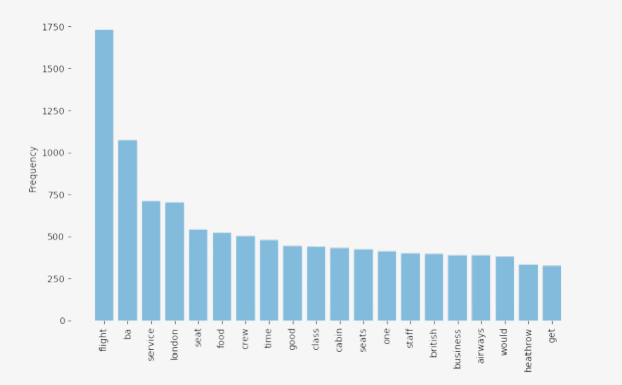 1750
1500
1250
1000
750
500
250
0
Frequency
flight
ba
service
london
seat
food
crew
time
good
class
cabin
seats
one
staff
british
business
airways
would
heathrow
get